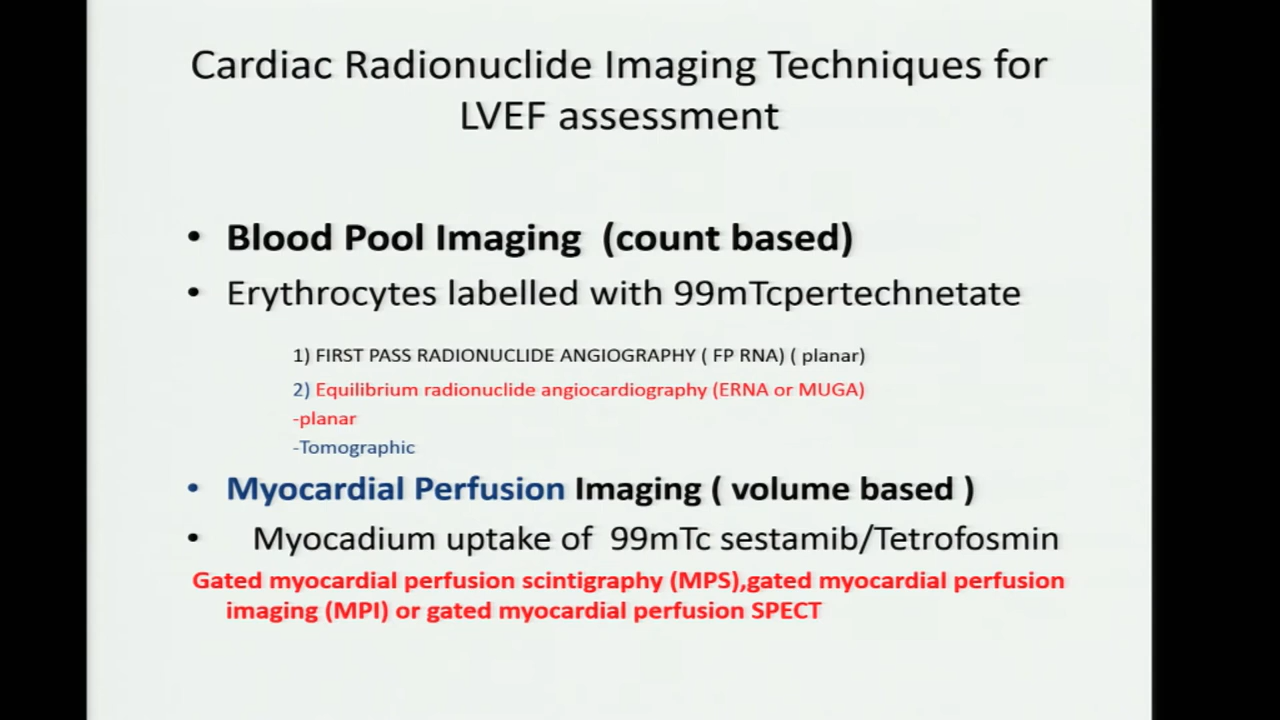 Cardiac Radionuclide Imaging Techniques for
LVEF assessment
• Blood Pool Imaging (count based)
• Erythrocytes labelled with 99mTcpertechnetate
1) FIRST PASS RADIONUCLIDE ANGIOGRAPHY ( FP RNA) ( planar)
2) Equilibrium radionuclide angiocardiography (ERNA or MUGA)
-planar
-Tomographic
• Myocardial Perfusion Imaging ( volume based )
• Myocadium uptake of 99mTc sestamib/Tetrofosmin
Gated myocardial perfusion scintigraphy (MPS),gated myocardial perfusion
imaging (MPI) or gated myocardial perfusion SPECT